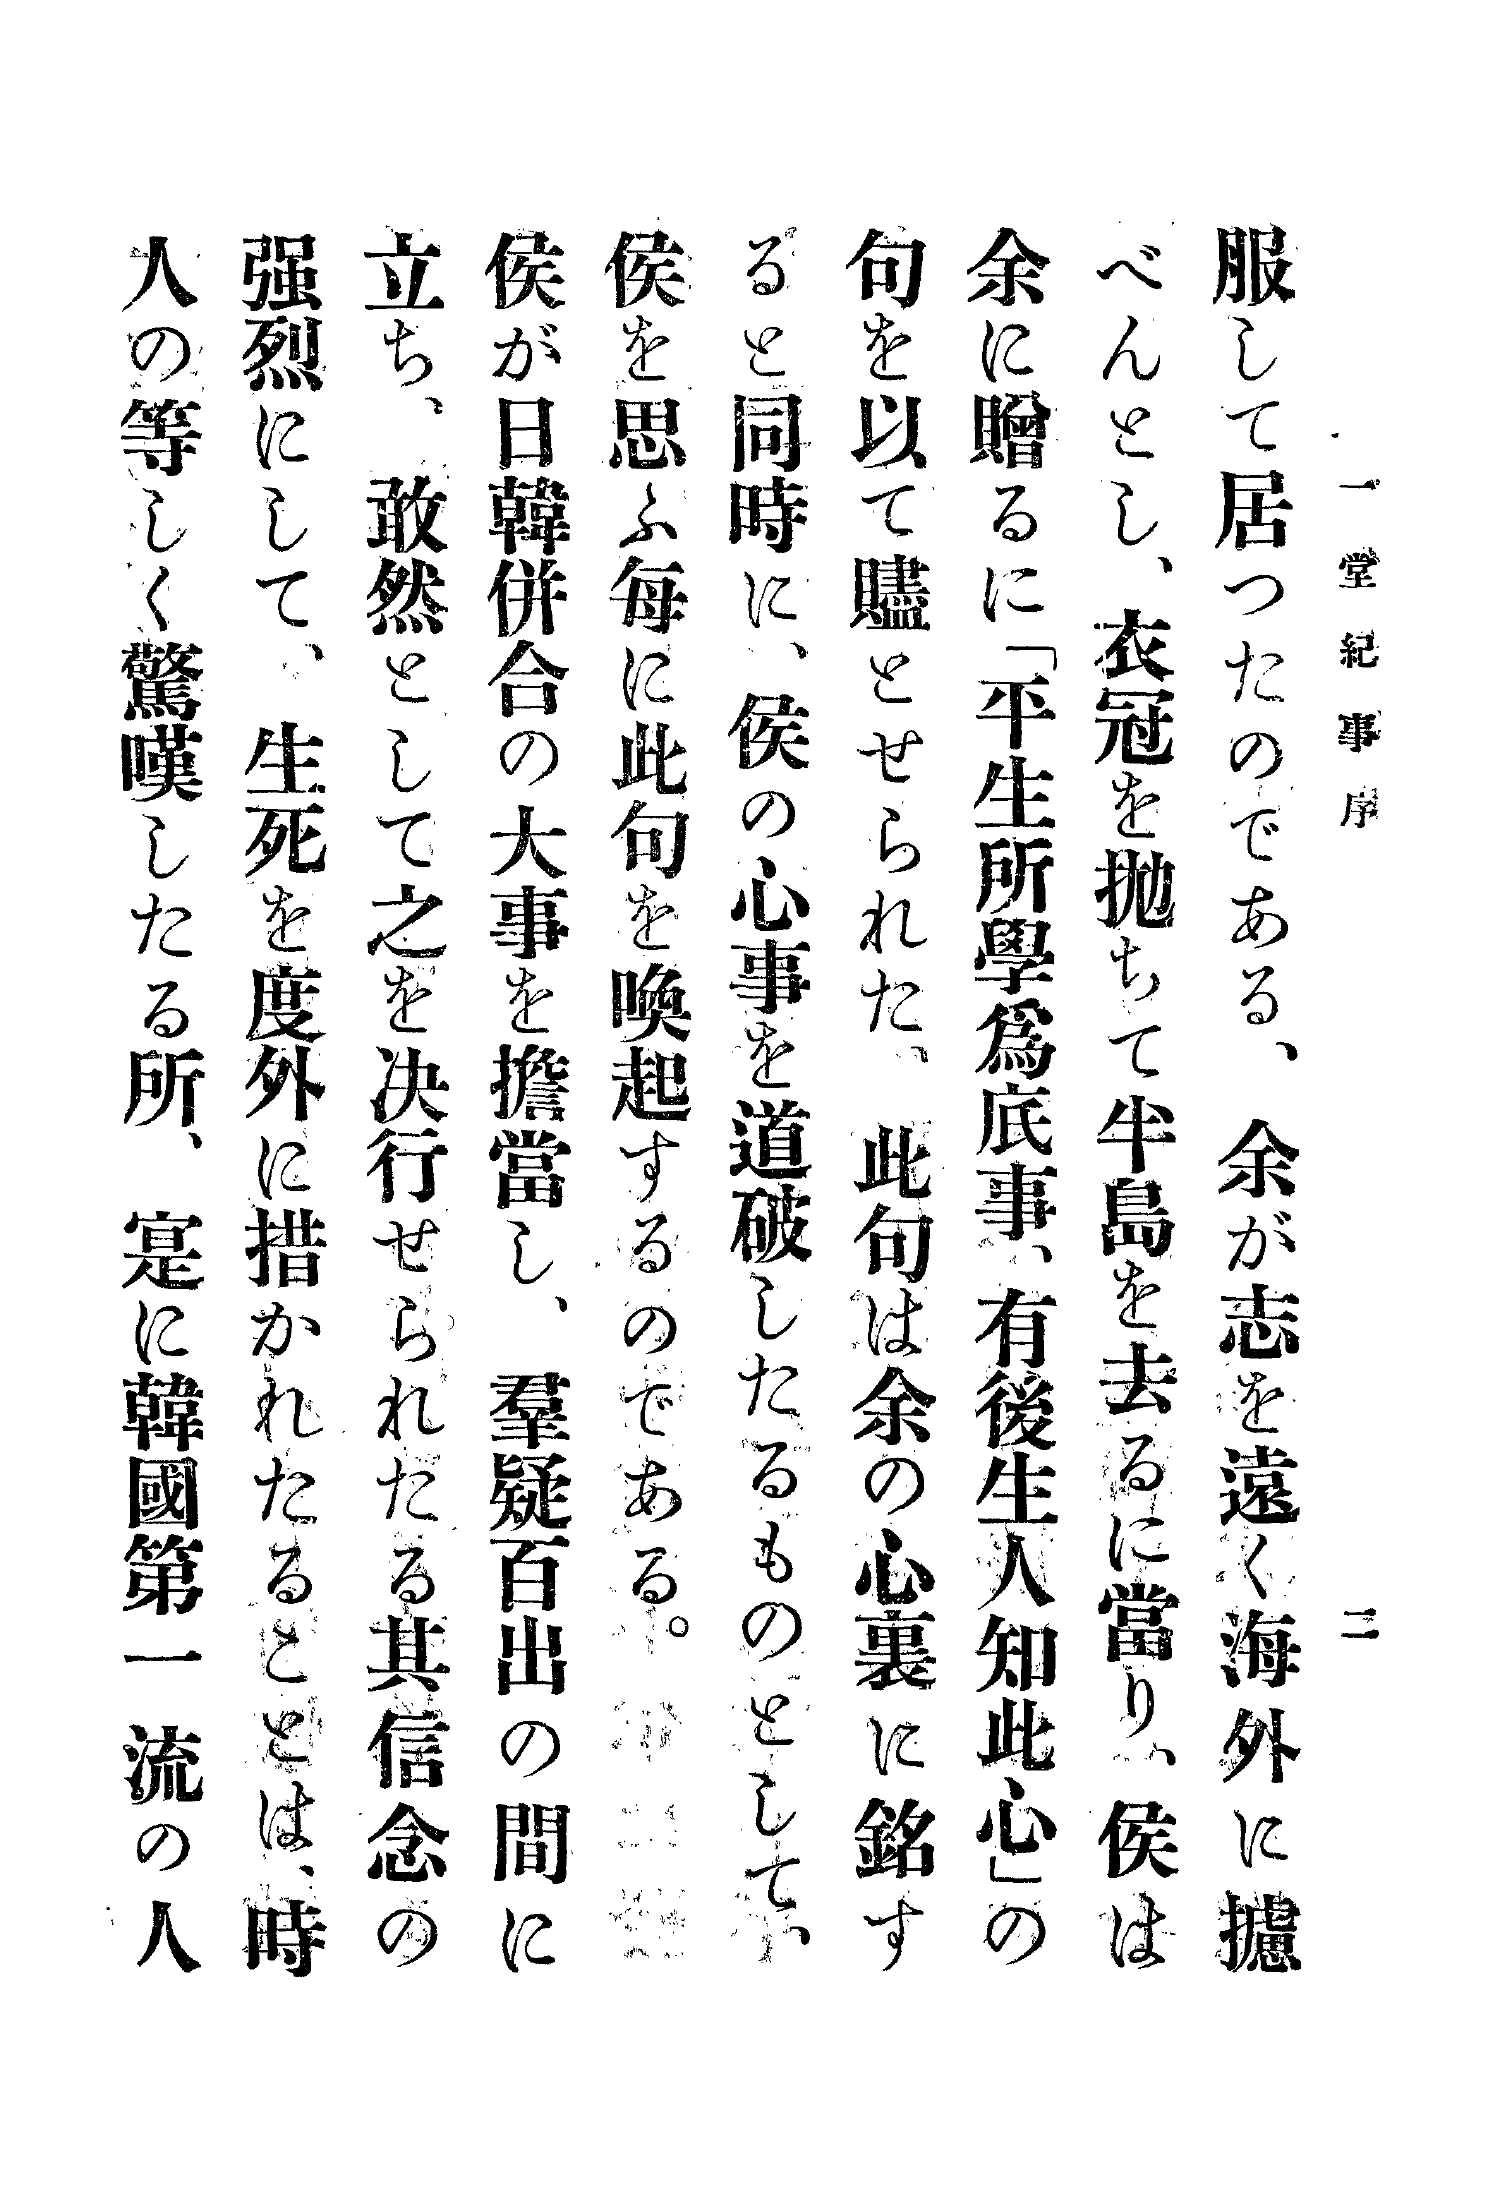 一堂紀事序　二
服して居つたのである、余が志を遠く海外に攄
べんとし、衣冠を抛ちて半島を去るに當り、侯は
余に贈るに「平生所學爲底事、有後生人知此心」の
句を以て贐とせられた、此句は余の心裏に銘す
ると同時に、侯の心事を道破したるものとして、
侯を思ふ每に此句を喚起するのである。
侯が日韓併合の大事を擔當し、羣疑百出の間に
立ち、敢然として之を决行せられたる其信念の
强烈にして、生死を度外に措かれたることは、時
人の等しく驚嘆したる所、寔に韓國第一流の人